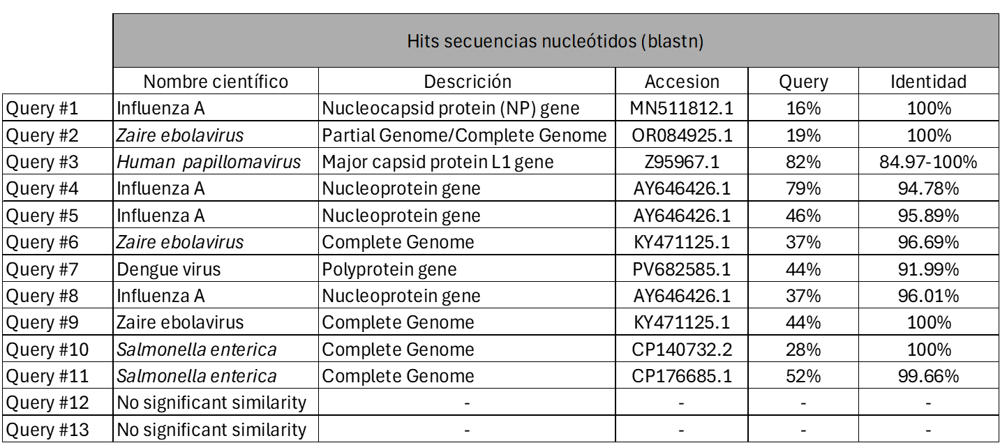 Hits secuencias nucleótidos (blastn)
Nombre científico Descrición Accesion Query Identidad
Query #1 Influenza A Nucleocapsid protein (NP) gene MN511812.1 16% 100%
Query #2 Zaire ebolavirus Partial Genome/Complete Genome OR084925.1 19% 100%
Query #3 Human papillomavirus Major capsid protein L1 gene Z95967.1 82% 84.97-100%
Query #4 Influenza A Nucleoprotein gene AY646426.1 79% 94.78%
Query #5 Influenza A Nucleoprotein gene AY646426.1 46% 95.89%
Query #6 Zaire ebolavirus Complete Genome KY471125.1 37% 96.69%
Query #7 Dengue virus Polyprotein gene PV682585.1 44% 91.99%
Query #8 Influenza A Nucleoprotein gene AY646426.1 37% 96.01%
Query #9 Zaire ebolavirus Complete Genome KY471125.1 44% 100%
Query #10 Salmonella enterica Complete Genome CP140732.2 28% 100%
Query #11 Salmonella enterica Complete Genome CP176685.1 52% 99.66%
Query #12 No significant similarity - - - -
Query #13 No significant similarity - - - -